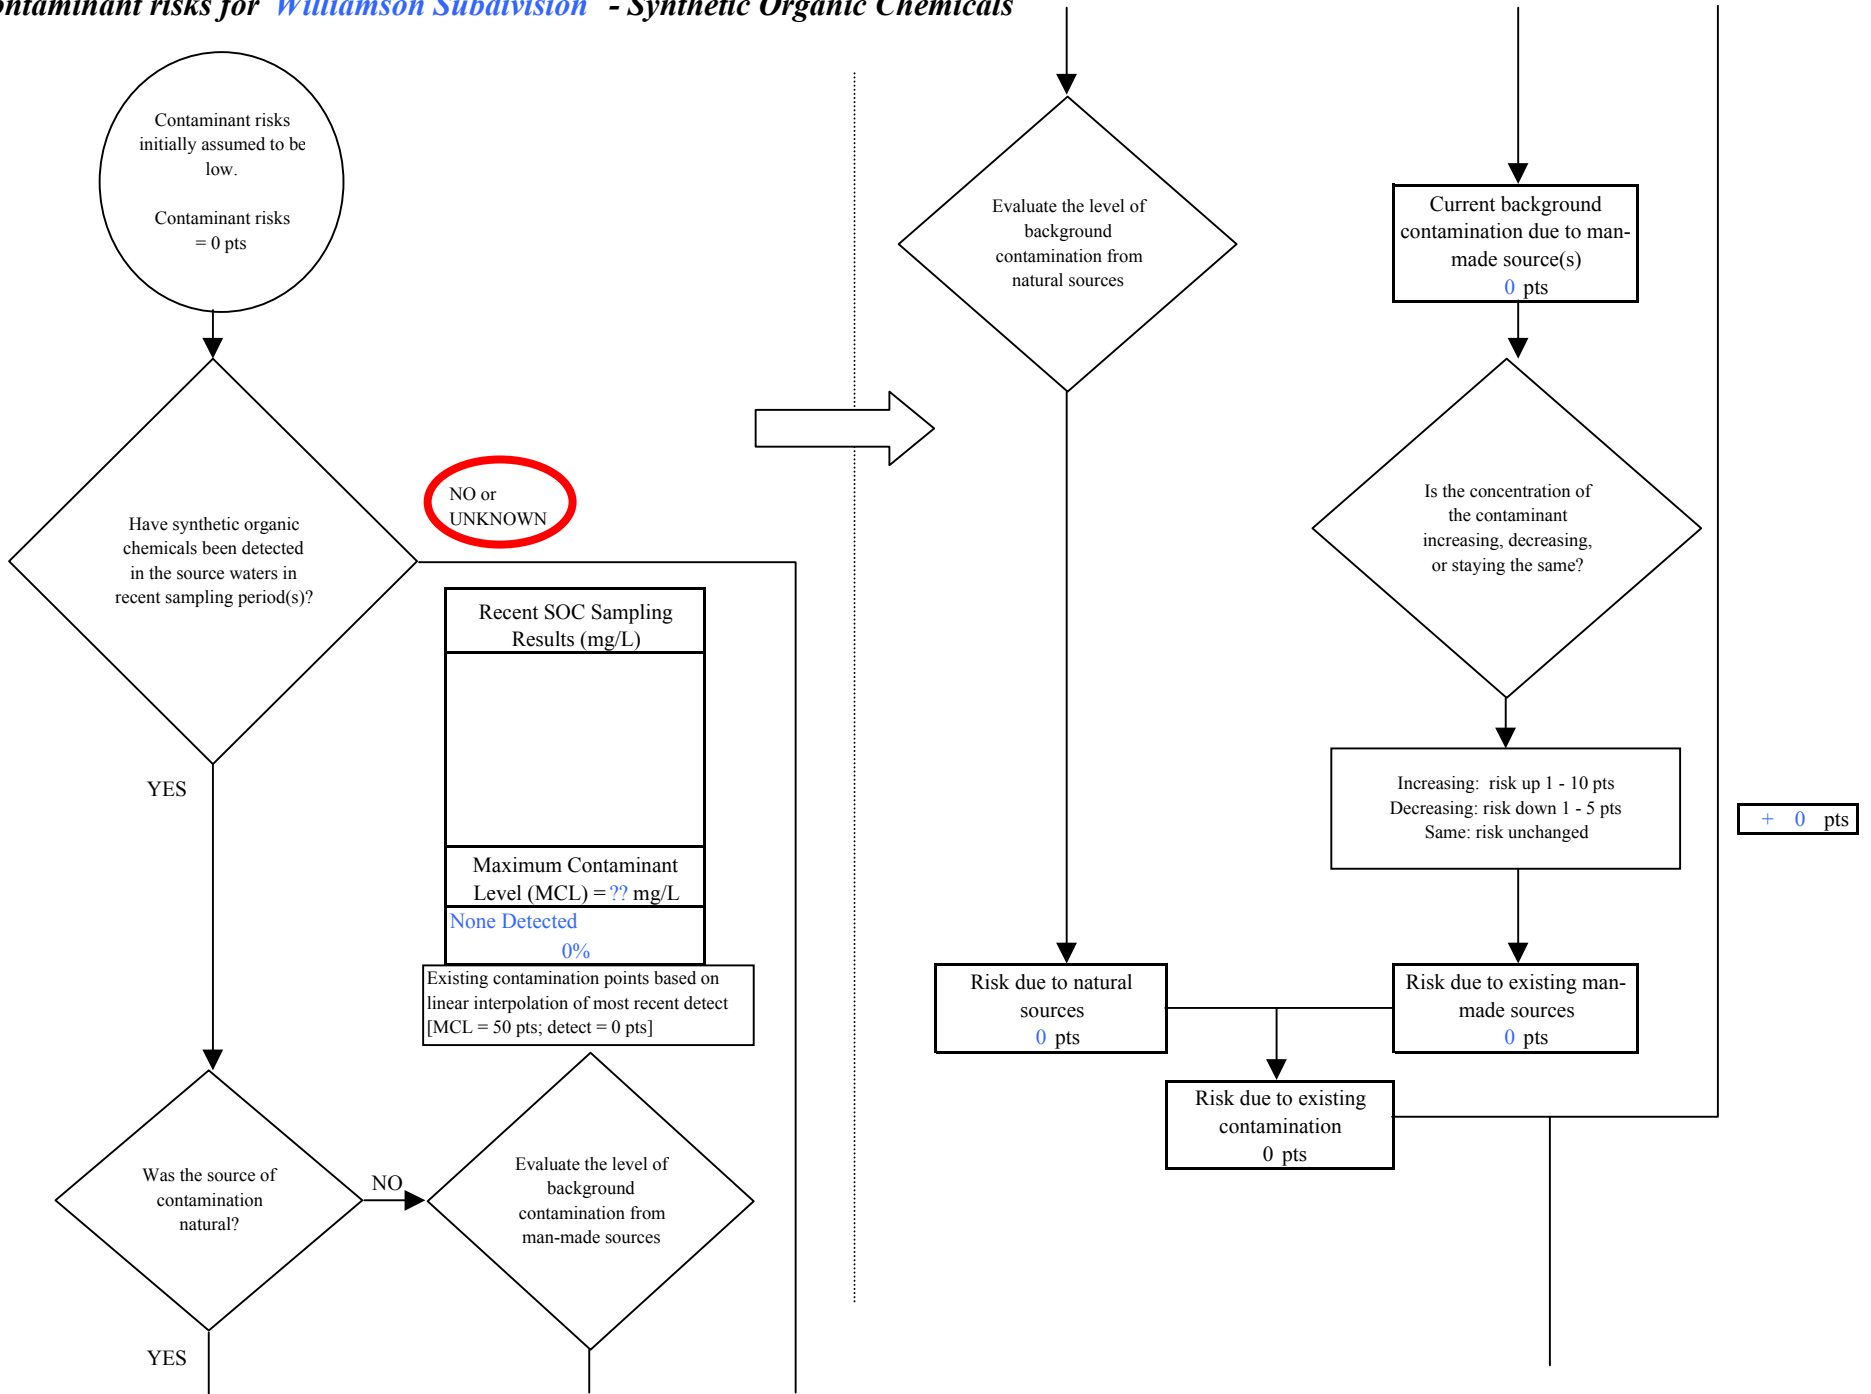 ontaminant risks for Williamson Subdivision - Synthetic Organic Chemicals
Contaminant risks
initially assumed to be
low.
Contaminant risks
= 0 pts
Have synthetic organic
chemicals been detected
in the source waters in
recent sampling period(s)?
NO or
UNKNOWN
YES
Recent SOC Sampling
Results (mg/L)
Maximum Contaminant
Level (MCL) = ?? mg/L
None Detected
0%
Existing contamination points based on
linear interpolation of most recent detect
[MCL = 50 pts; detect = 0 pts]
Was the source of
contamination
natural?
NO
YES
Evaluate the level of
background
contamination from
man-made sources
Evaluate the level of
background
contamination from
natural sources
Current background
contamination due to man-
made source(s)
0 pts
Is the concentration of
the contaminant
increasing, decreasing,
or staying the same?
Increasing: risk up 1 - 10 pts
Decreasing: risk down 1 - 5 pts
Same: risk unchanged
+ 0 pts
Risk due to natural
sources
0 pts
Risk due to existing man-
made sources
0 pts
Risk due to existing
contamination
0 pts